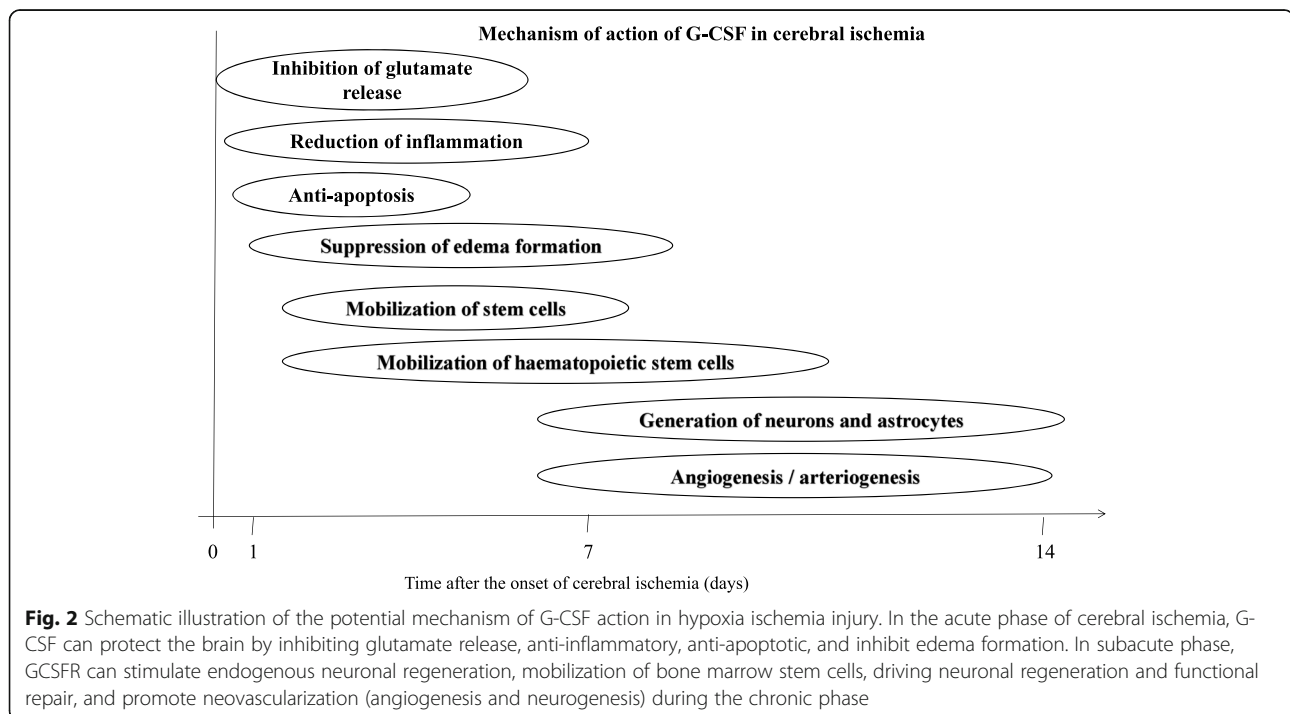 Mechanism of action of G-CSF in cerebral ischemia
Inhibition of glutamate
release
Reduction of inflammation
Anti-apoptosis
Suppression of edema formation
Mobilization of stem cells
Mobilization of haematopoietic stem cells
Generation of neurons and astrocytes
Angiogenesis / arteriogenesis
0 1 7 14
Time after the onset of cerebral ischemia (days)
Fig. 2 Schematic illustration of the potential mechanism of G-CSF action in hypoxia ischemia injury. In the acute phase of cerebral ischemia, G-
CSF can protect the brain by inhibiting glutamate release, anti-inflammatory, anti-apoptotic, and inhibit edema formation. In subacute phase,
GCSFR can stimulate endogenous neuronal regeneration, mobilization of bone marrow stem cells, driving neuronal regeneration and functional
repair, and promote neovascularization (angiogenesis and neurogenesis) during the chronic phase